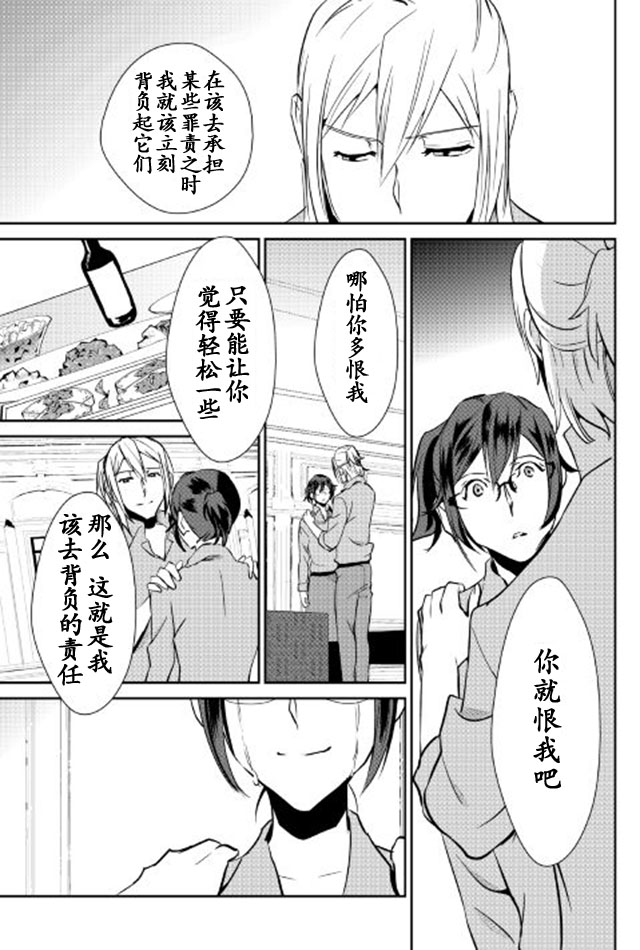 在该去承担
某些罪责之时
我就该立刻
背负起它们
你就恨我吧
哪怕你多恨我
只要能让你
觉得轻松一些
那么 这就是我
该去背负的责任